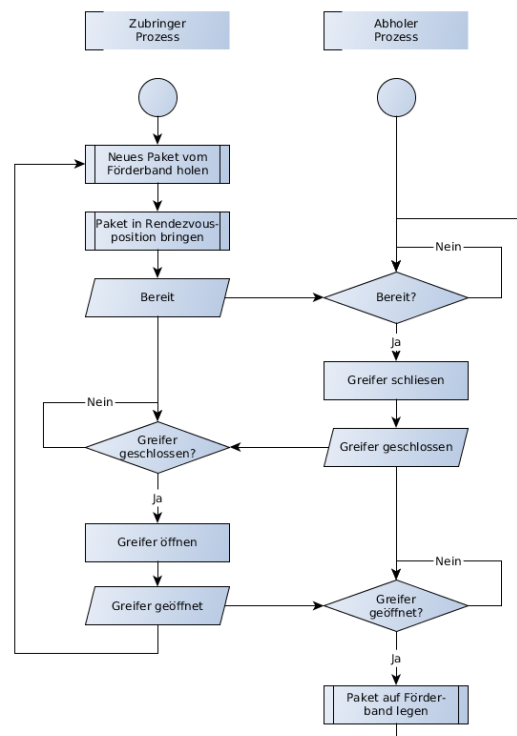 Zubringer
Prozess
Abholer
Prozess
Neues Paket vom
Förderband holen
Paket in Rendezvous-
position bringen
Nein
Bereit
Bereit?
Ja
Greifer schliesen
Nein
Greifer
geschlossen?
Greifer geschlossen
Ja
Greifer öffnen
Nein
Greifer geöffnet
Greifer
geöffnet?
Ja
Paket auf Förder-
band legen